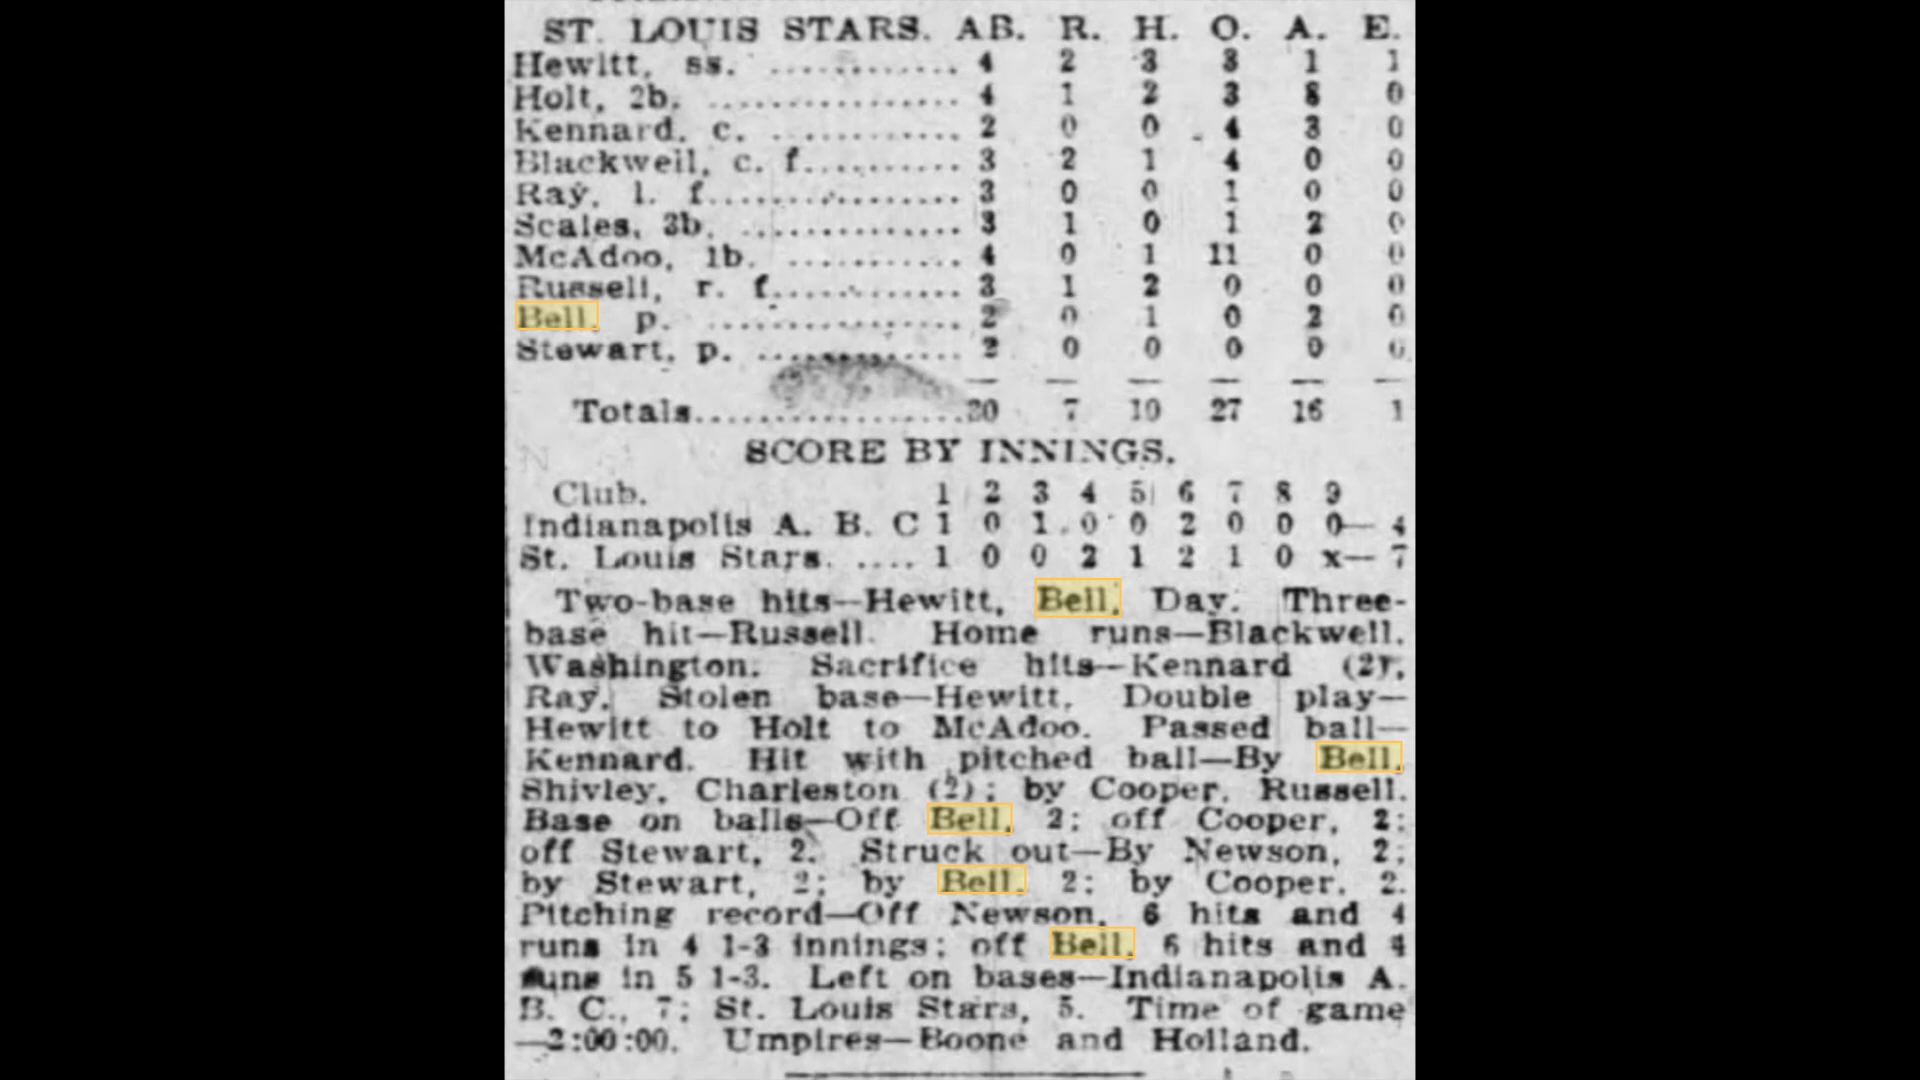 ST. LOUIS STARS. AB. R. H. O. A. E.
Hewitt, ss. ............ 4 2 3 3 1 1
Holt, 2b. ................ 4 1 2 3 8 0
Kennard, c. ............ 2 0 0 4 3 0
Blackwell, c. f.......... 3 2 1 4 0 0
Ray, l. f................ 3 0 0 1 0 0
Scales, 3b. .............. 3 1 0 1 2 0
McAdoo, 1b. ........... 4 0 1 11 0 0
Russell, r. f............ 3 1 2 0 0 0
Bell, p. ................ 2 0 1 0 2 0
Stewart, p. ............. 2 0 0 0 0 0
Totals.................30 7 10 27 16 1
SCORE BY INNINGS.
Club. 1 2 3 4 5 6 7 8 9
Indianapolis A. B. C 1 0 1 0 0 2 0 0 0— 4
St. Louis Stars. .... 1 0 0 2 1 2 1 0 x— 7
Two-base hits—Hewitt, Bell, Day. Three-
base hit—Russell. Home runs—Blackwell,
Washington. Sacrifice hits—Kennard (2),
Ray. Stolen base—Hewitt. Double play—
Hewitt to Holt to McAdoo. Passed ball—
Kennard. Hit with pitched ball—By Bell,
Shivley, Charleston (2); by Cooper, Russell.
Base on balls—Off Bell, 2; off Cooper, 2;
off Stewart, 2. Struck out—By Newson, 2;
by Stewart, 2; by Bell, 2; by Cooper, 2.
Pitching record—Off Newson, 6 hits and 4
runs in 4 1-3 innings; off Bell, 6 hits and 4
runs in 5 1-3. Left on bases—Indianapolis A.
B. C., 7; St. Louis Stars, 5. Time of game
—2:00:00. Umpires—Boone and Holland.